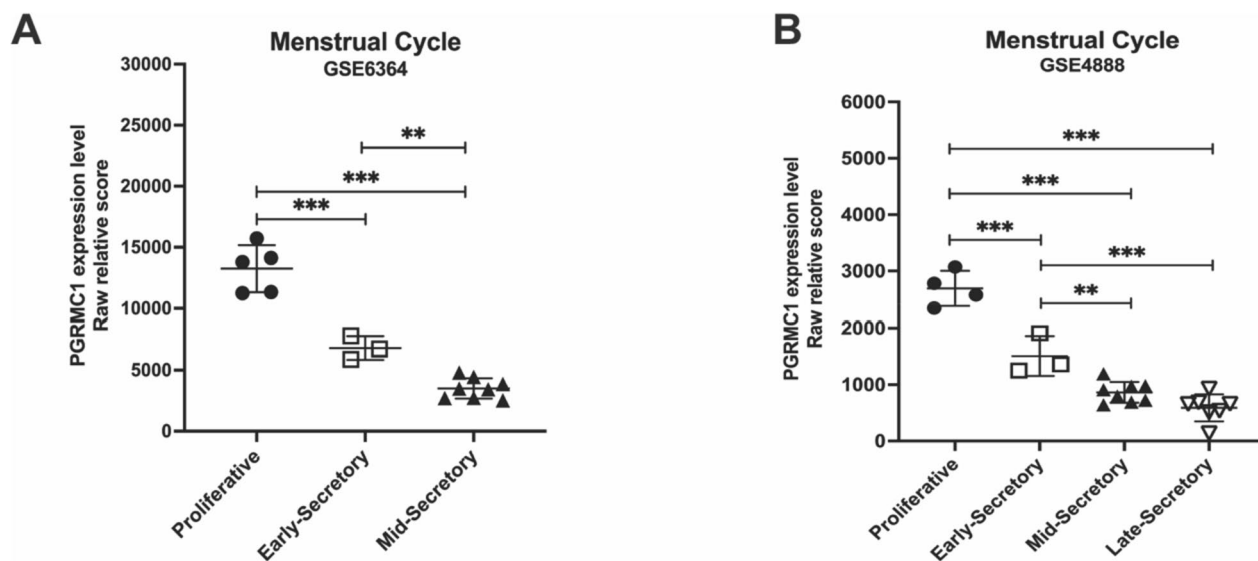 A
Menstrual Cycle
GSE6364
PGRMC1 expression level
Raw relative score
30000
25000
20000
15000
10000
5000
0
**
***
***
Proliferative
Early-Secretory
Mid-Secretory
B
Menstrual Cycle
GSE4888
PGRMC1 expression level
Raw relative score
6000
5000
4000
3000
2000
1000
0
***
***
***
***
**
Proliferative
Early-Secretory
Mid-Secretory
Late-Secretory